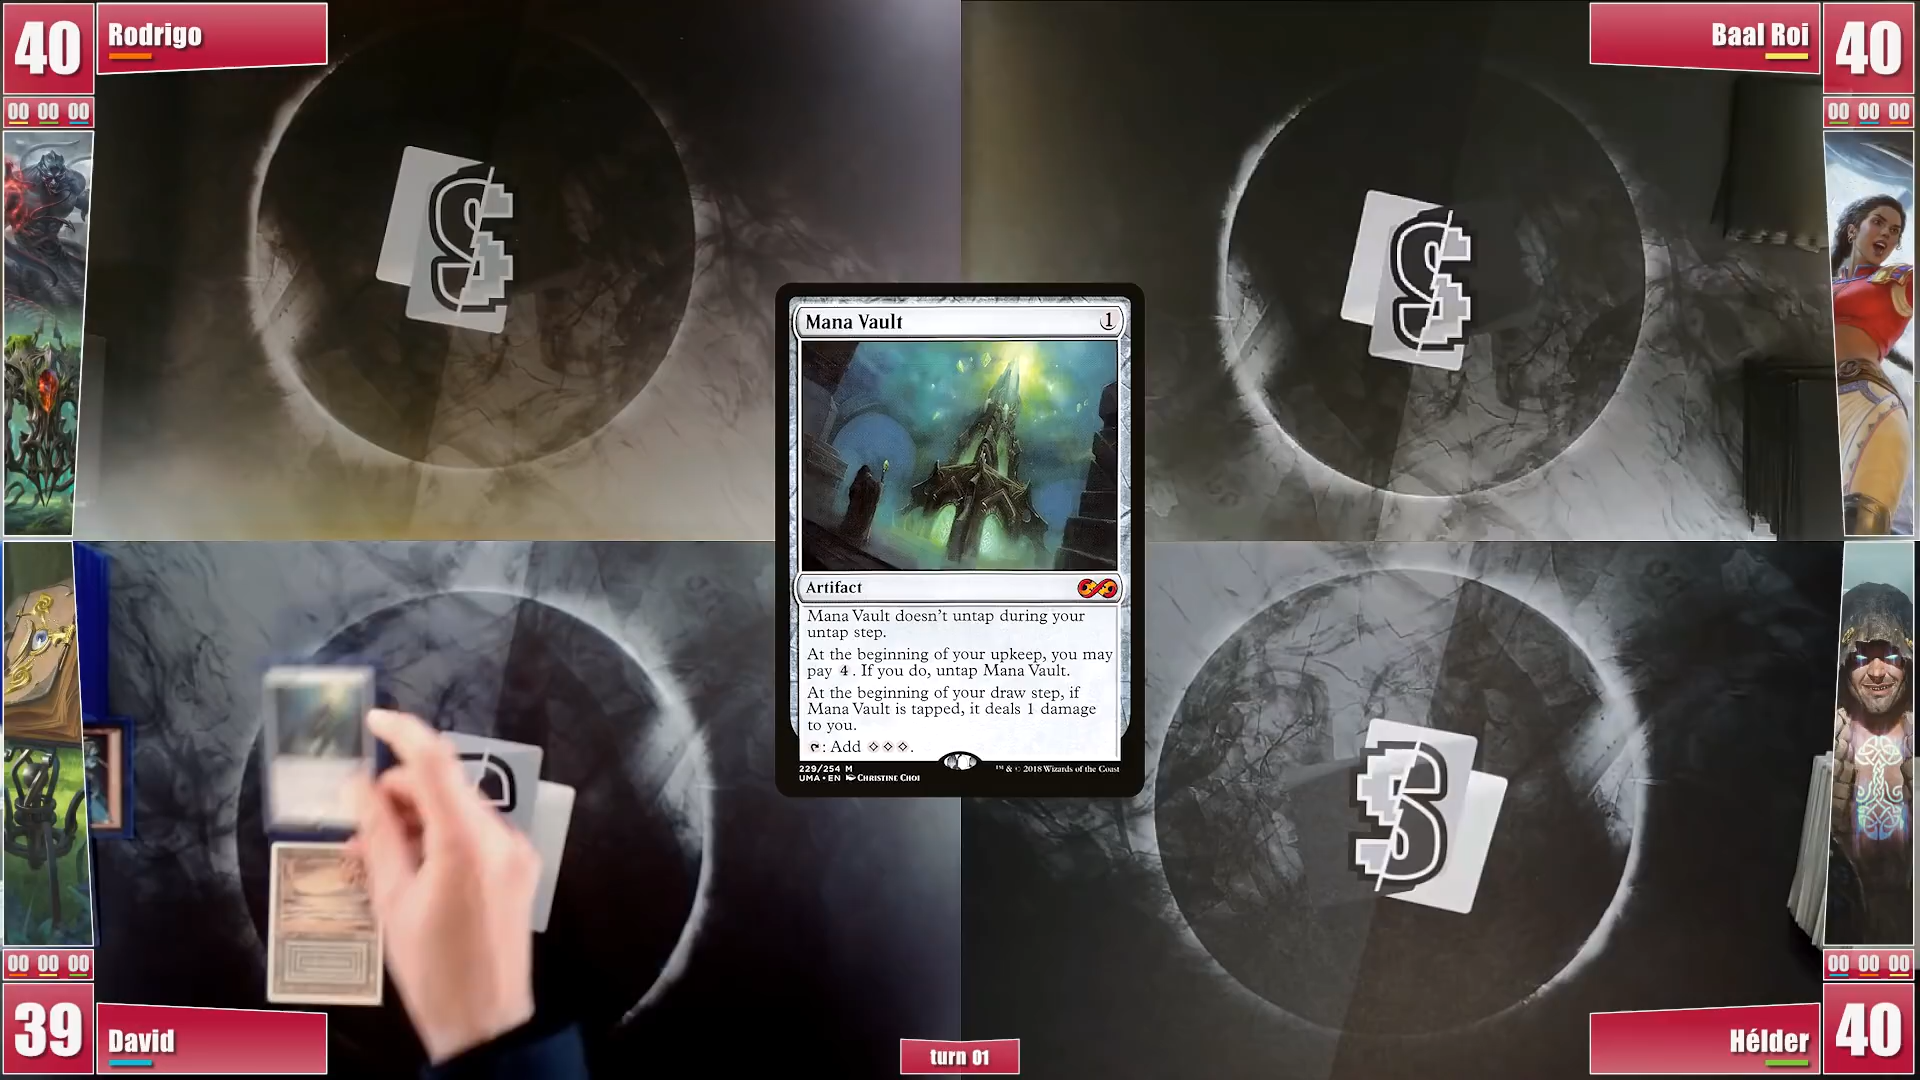 40
Rodrigo
00 00 00
Baal Roi
40
00 00 00
Mana Vault
1
Artifact
Mana Vault doesn't untap during your
untap step.
At the beginning of your upkeep, you may
pay 4. If you do, untap Mana Vault.
At the beginning of your draw step, if
Mana Vault is tapped, it deals 1 damage
to you.
: Add
229/254 M
UMA • EN Christine Choi
™ & © 2018 Wizards of the Coast
00 00 00
39
David
turn 01
00 00 00
Hélder
40